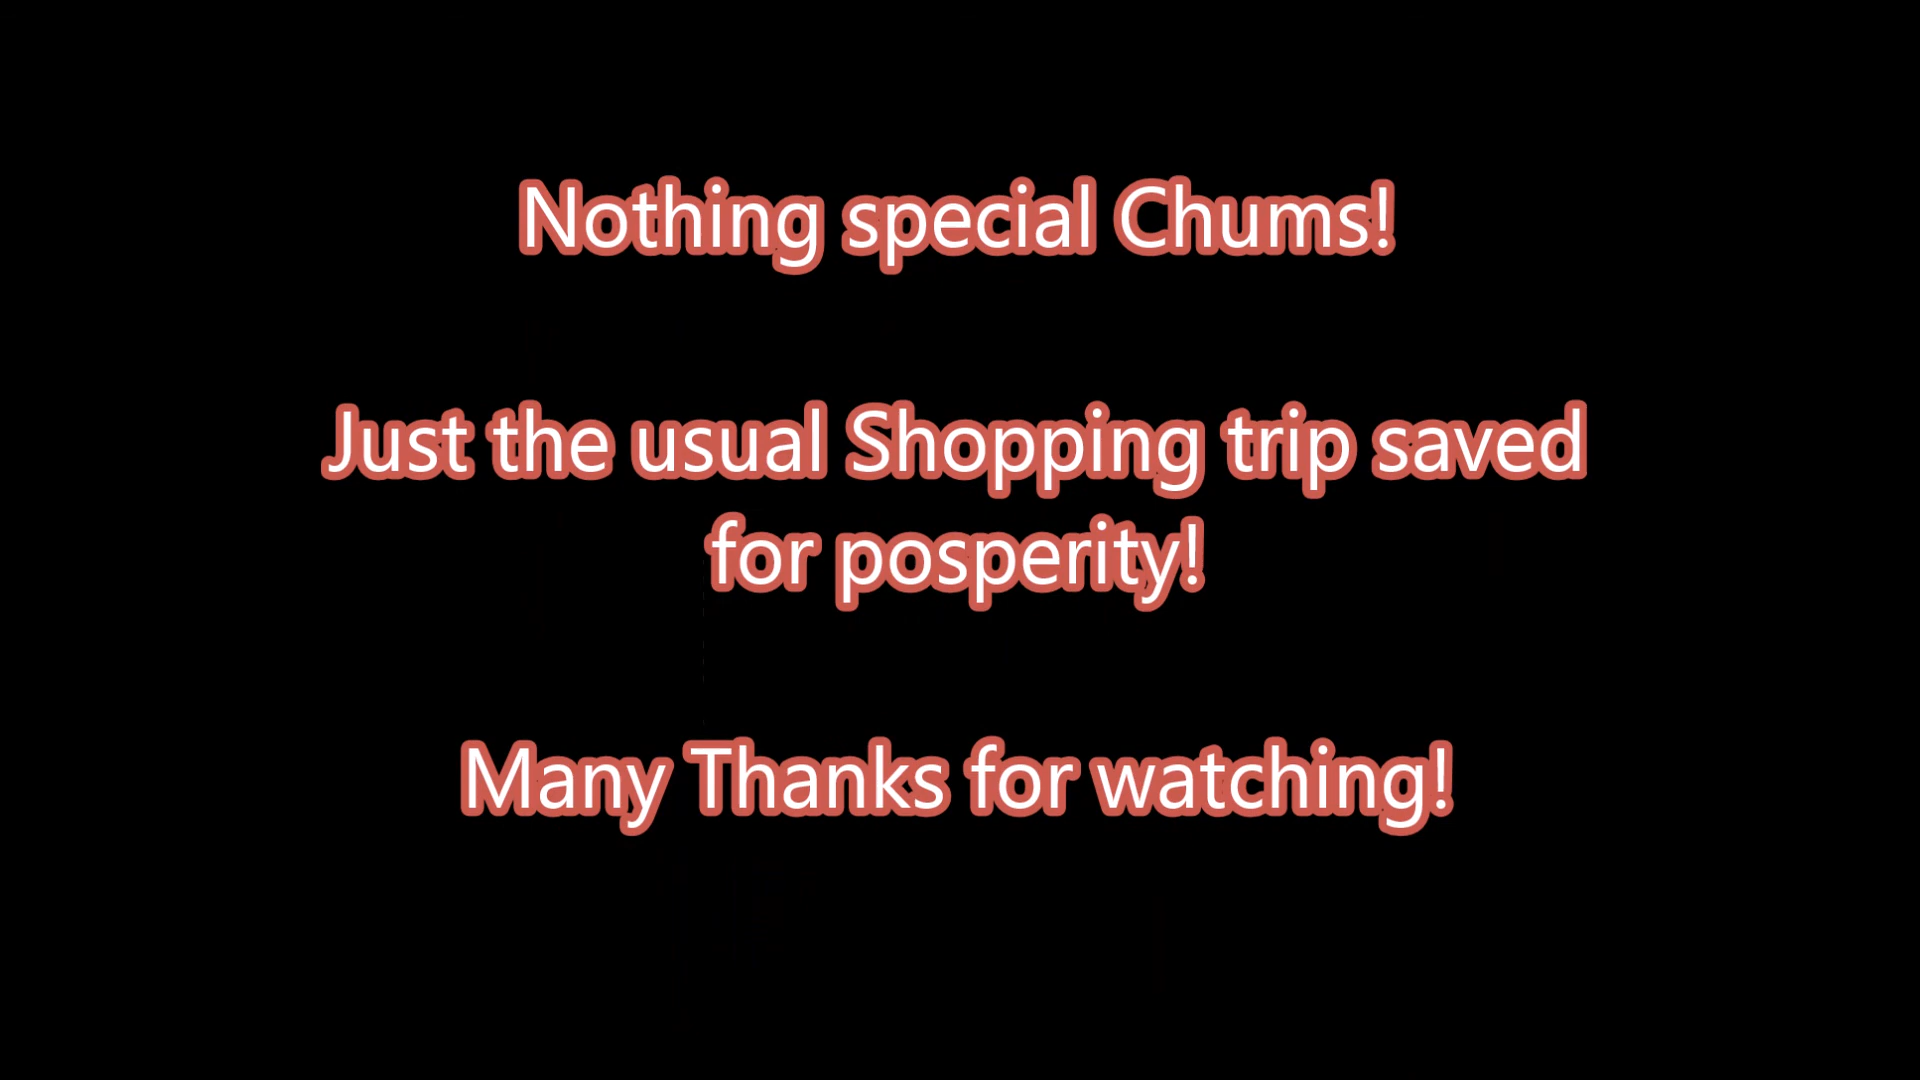 Nothing special Chums!
Just the usual Shopping trip saved
for posperity!
Many Thanks for watching!